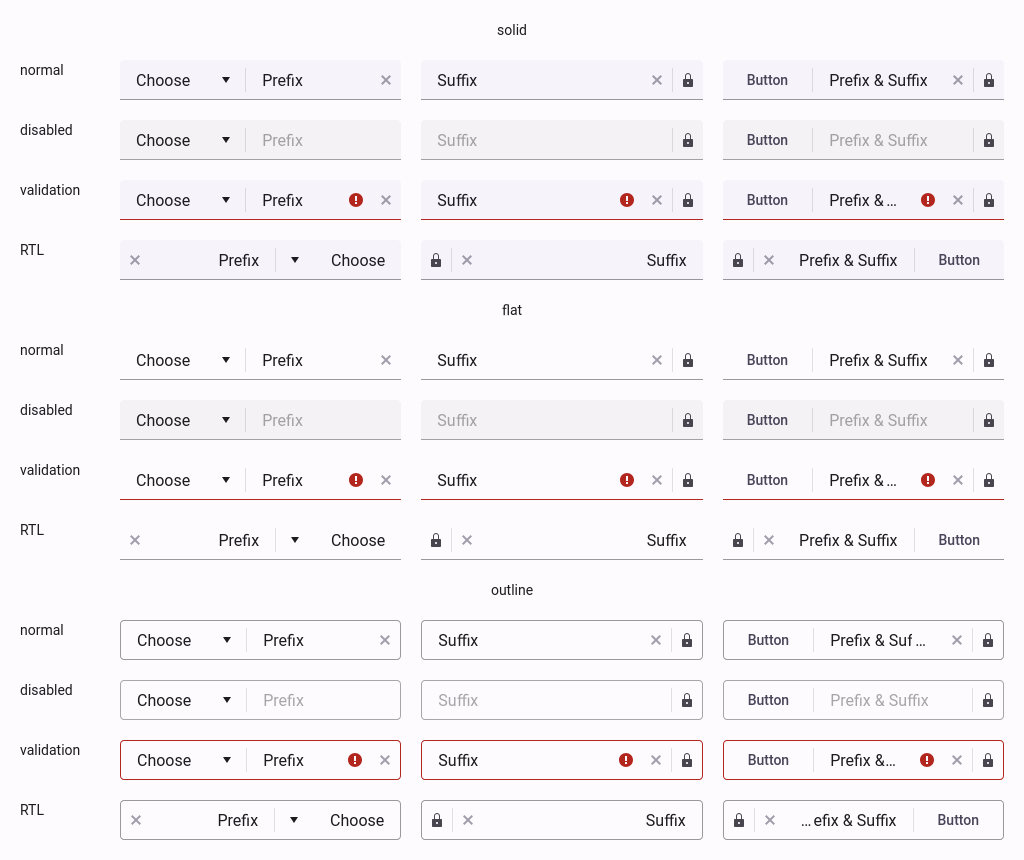 solid
normal Choose Prefix Suffix Button Prefix & Suffix
disabled Choose Prefix Suffix Button Prefix & Suffix
validation Choose Prefix Suffix Button Prefix & ...
RTL Prefix Choose Suffix Prefix & Suffix Button
flat
normal Choose Prefix Suffix Button Prefix & Suffix
disabled Choose Prefix Suffix Button Prefix & Suffix
validation Choose Prefix Suffix Button Prefix & ...
RTL Prefix Choose Suffix Prefix & Suffix Button
outline
normal Choose Prefix Suffix Button Prefix & Suf ...
disabled Choose Prefix Suffix Button Prefix & Suffix
validation Choose Prefix Suffix Button Prefix &...
RTL Prefix Choose Suffix ... efix & Suffix Button